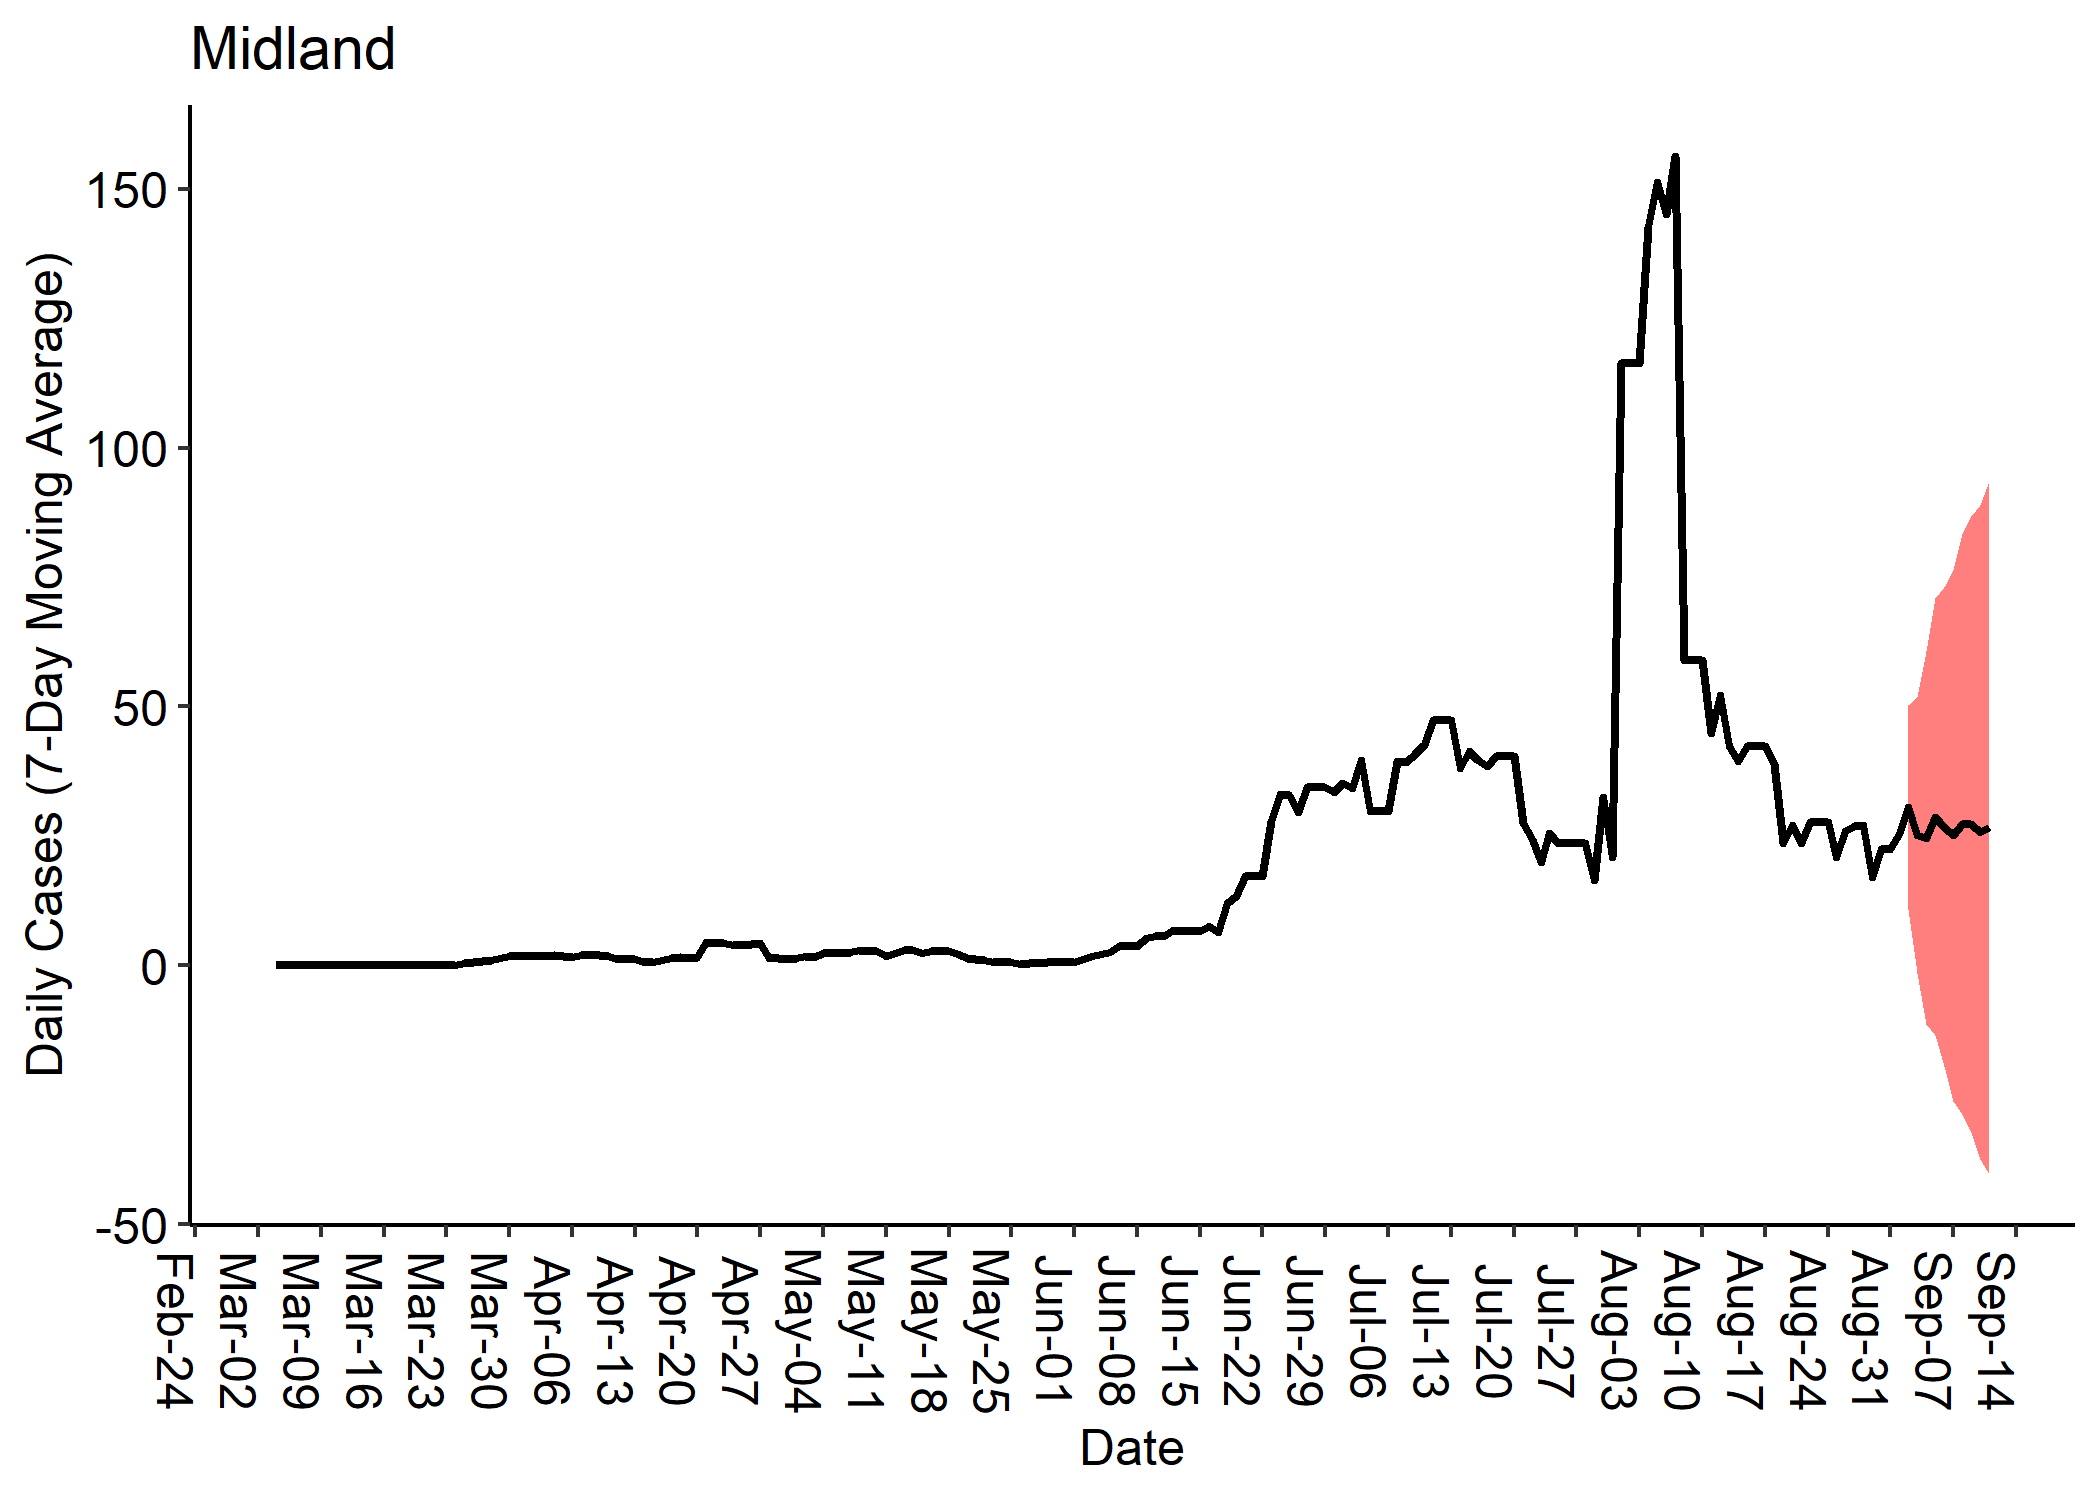 Midland
Daily Cases (7-Day Moving Average)
150
100
50
0
-50
Feb-24
Mar-02
Mar-09
Mar-16
Mar-23
Mar-30
Apr-06
Apr-13
Apr-20
Apr-27
May-04
May-11
May-18
May-25
Jun-01
Jun-08
Jun-15
Jun-22
Jun-29
Jul-06
Jul-13
Jul-20
Jul-27
Aug-03
Aug-10
Aug-17
Aug-24
Aug-31
Sep-07
Sep-14
Date